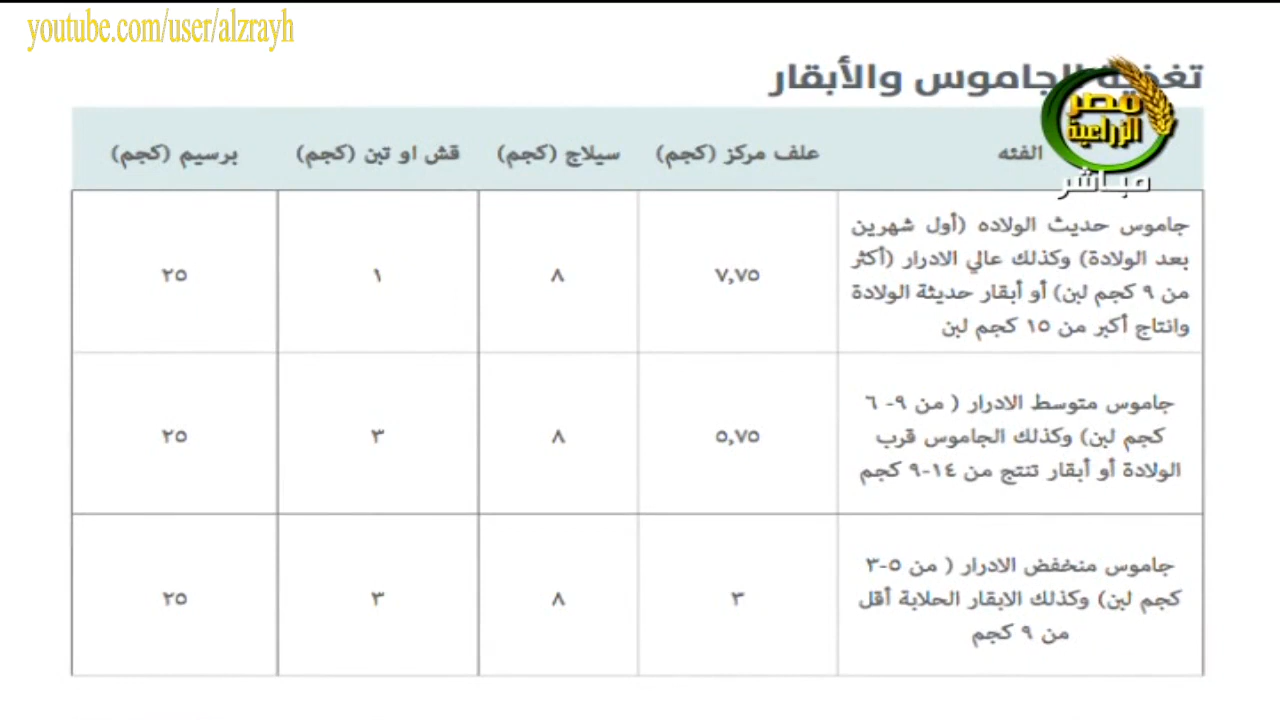 youtube.com/user/alzrayh
تغذية الجاموس والأبقار
مصر
الزراعية
مباشر
الفئه
علف مركز (كجم)
سيلاج (كجم)
قش او تبن (كجم)
برسيم (كجم)
جاموس حديث الولاده (أول شهرين
بعد الولادة) وكذلك عالي الادرار (أكثر
من ٩ كجم لبن) أو أبقار حديثة الولادة
وانتاج أكبر من ١٥ كجم لبن
٧,٧٥
٨
١
٢٥
جاموس متوسط الادرار ( من ٩- ٦
كجم لبن) وكذلك الجاموس قرب
الولادة أو أبقار تنتج من ١٤-٩ كجم
٥,٧٥
٨
٣
٢٥
جاموس منخفض الادرار ( من ٥-٣
كجم لبن) وكذلك الابقار الحلابة أقل
من ٩ كجم
٣
٨
٣
٢٥